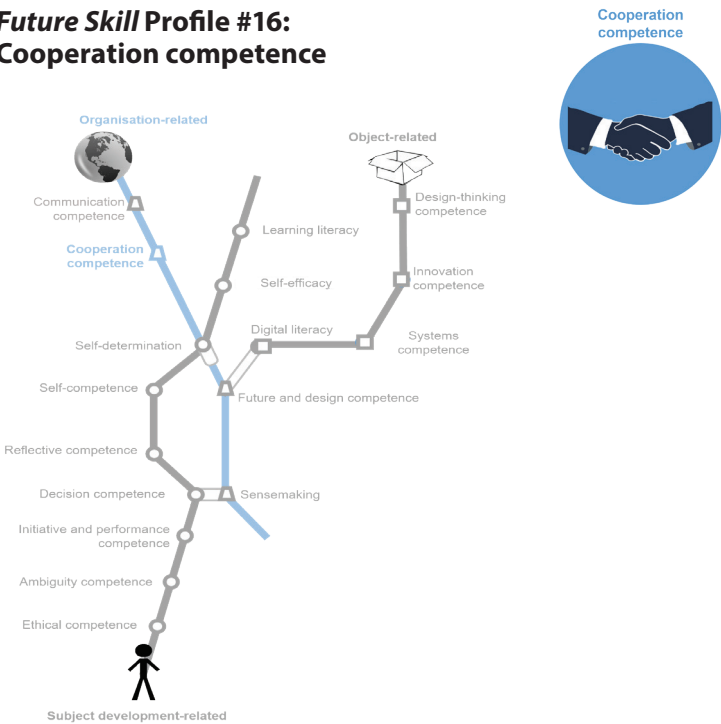 Future Skill Profile #16:
Cooperation competence
Cooperation
competence
Organisation-related
Object-related
Communication
competence
Design-thinking
competence
Learning literacy
Cooperation
competence
Self-efficacy
Innovation
competence
Digital literacy
Self-determination
Systems
competence
Self-competence
Future and design competence
Reflective competence
Decision competence
Sensemaking
Initiative and performance
competence
Ambiguity competence
Ethical competence
Subject development-related